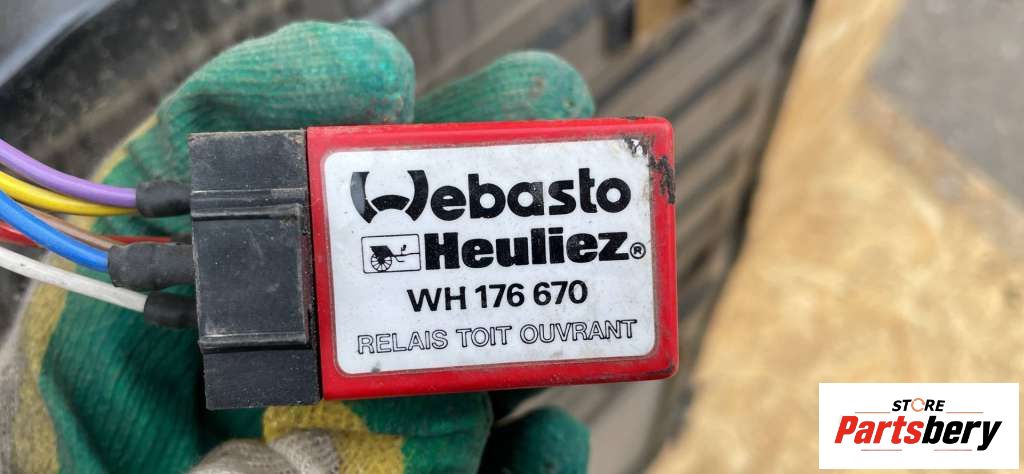 Webasto
Heuliez®
WH 176 670
RELAIS TOIT OUVRANT
STORE
Partsbery